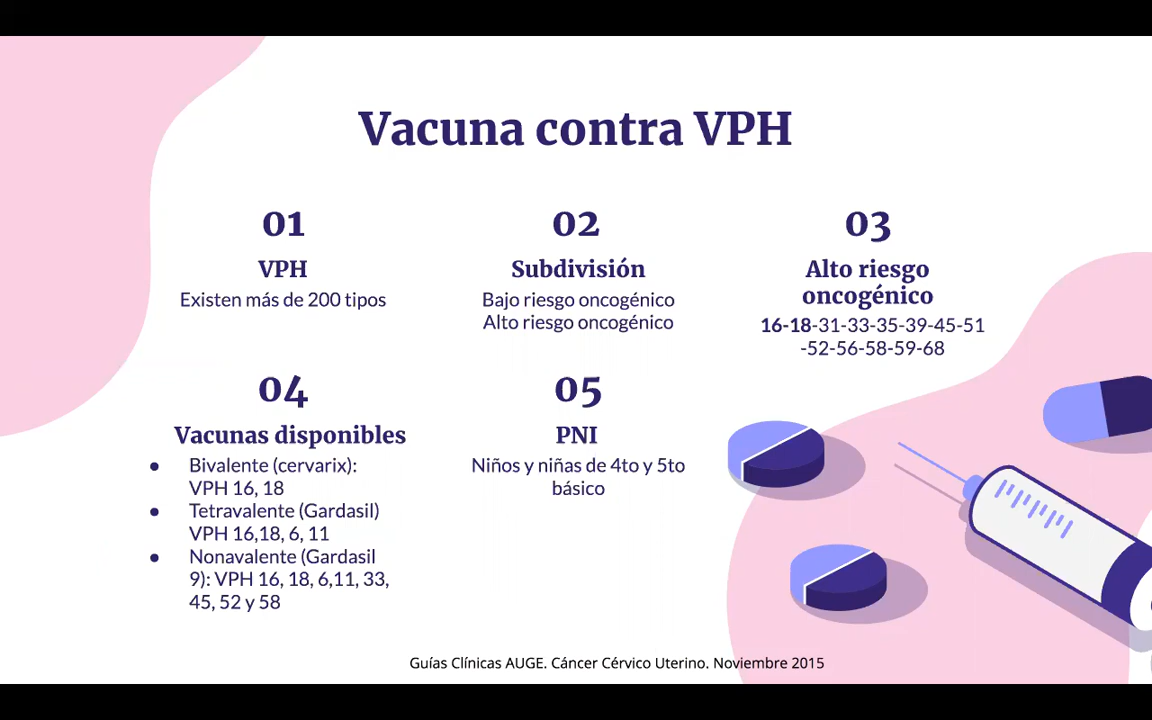 Vacuna contra VPH
01
VPH
Existen más de 200 tipos
02
Subdivisión
Bajo riesgo oncogénico
Alto riesgo oncogénico
03
Alto riesgo
oncogénico
16-18-31-33-35-39-45-51
-52-56-58-59-68
04
Vacunas disponibles
● Bivalente (cervarix):
VPH 16, 18
● Tetravalente (Gardasil)
VPH 16,18, 6, 11
● Nonavalente (Gardasil
9): VPH 16, 18, 6,11, 33,
45, 52 y 58
05
PNI
Niños y niñas de 4to y 5to
básico
Guías Clínicas AUGE. Cáncer Cérvico Uterino. Noviembre 2015